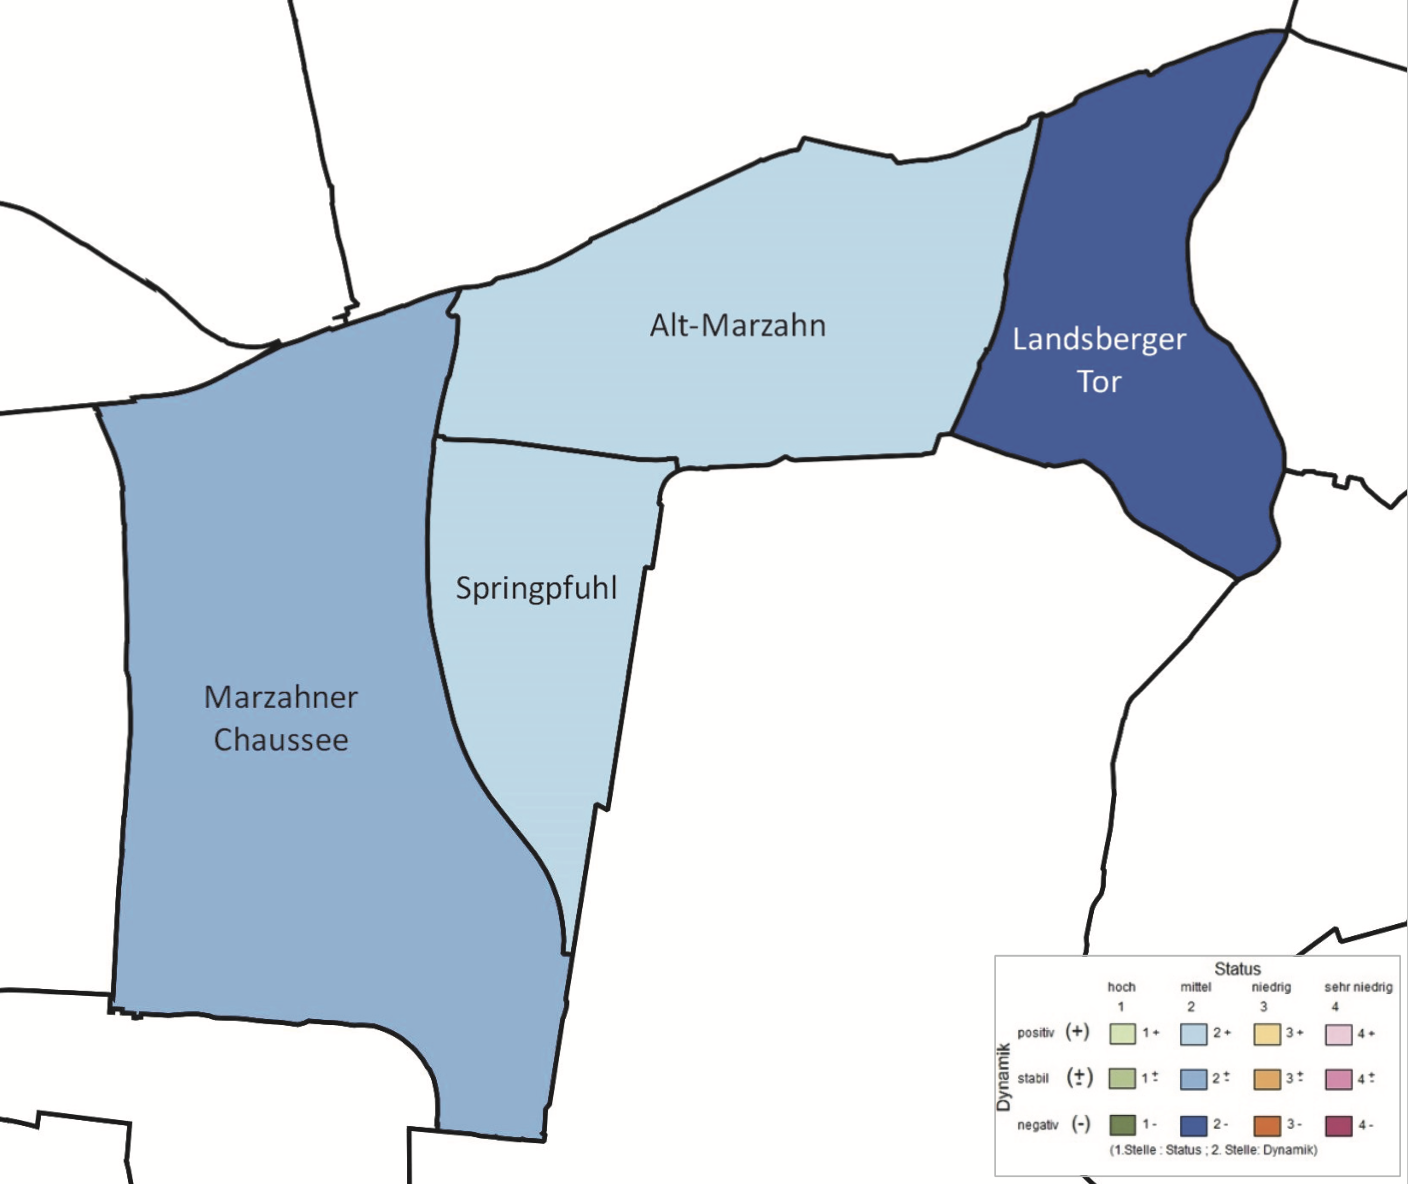 Alt-Marzahn
Landsberger
Tor
Springpfuhl
Marzahner
Chaussee
Status
hoch mittel niedrig sehr niedrig
1 2 3 4
Dynamik
positiv (+) 1+ 2+ 3+ 4+
stabil (±) 1± 2± 3± 4±
negativ (-) 1- 2- 3- 4-
(1.Stelle : Status ; 2. Stelle: Dynamik)